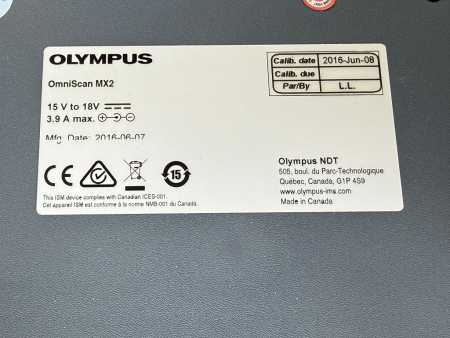 OLYMPUS
OmniScan MX2
15 V to 18V
3.9 A max.
Mfg. Date: 2016-06-07
Calib. date 2016-Jun-08
Calib. due
Par/By L.L.
CE
15
This ISM device complies with Canadian ICES-001.
Cet appareil ISM est conforme à la norme NMB-001 du Canada.
Olympus NDT
505, boul. du Parc-Technologique
Québec, Canada, G1P 4S9
www.olympus-ims.com
Made in Canada